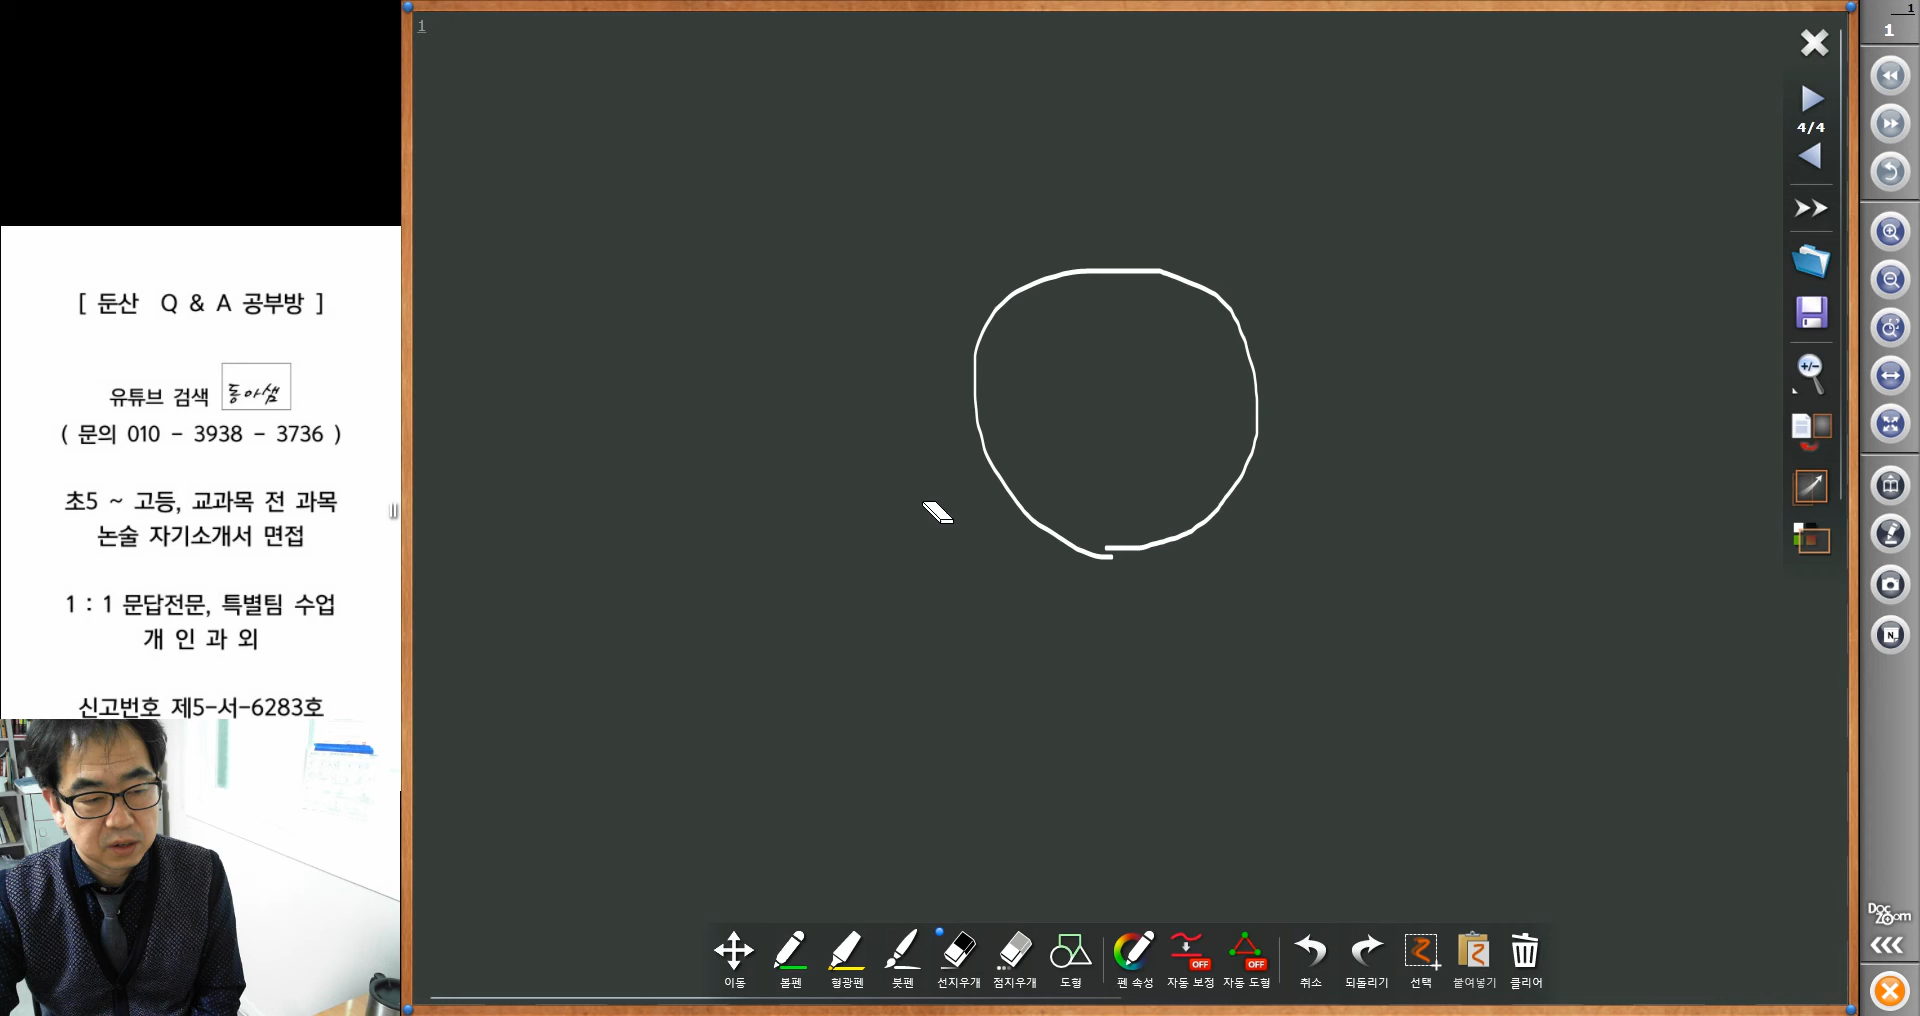 [ 둔산 Q & A 공부방 ]
유튜브 검색 동아샘
( 문의 010 - 3938 - 3736 )
초5 ~ 고등, 교과목 전 과목
논술 자기소개서 면접
1 : 1 문답전문, 특별팀 수업
개 인 과 외
신고번호 제5-서-6283호
1
4/4
+/-
1
1
N
Doc
Zoom
OFF
OFF
이동
볼펜
형광펜
붓펜
선지우개
점지우개
도형
펜 속성
자동 보정
자동 도형
취소
되돌리기
선택
붙여넣기
클리어